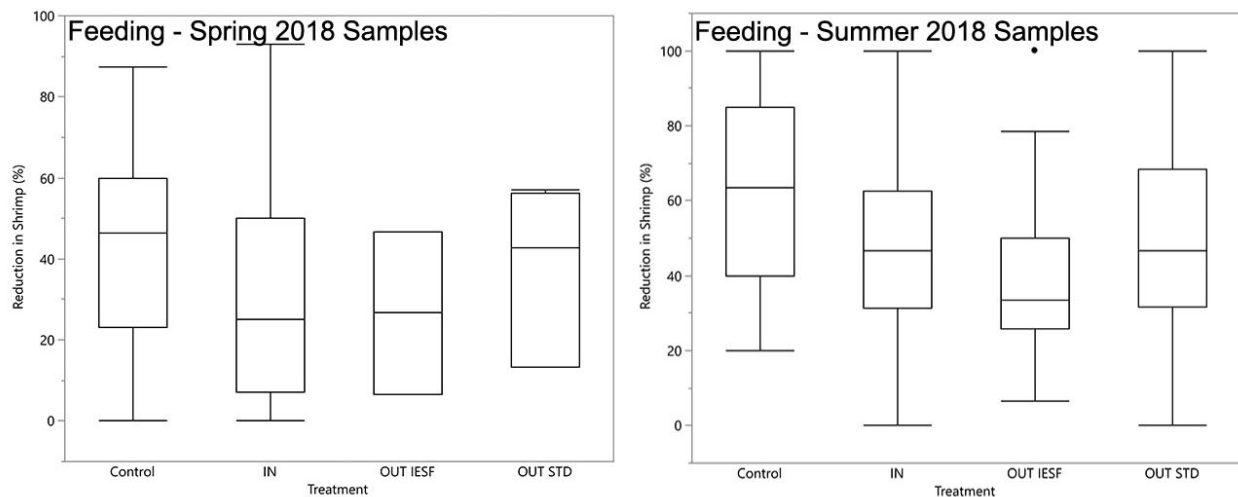 Feeding - Spring 2018 Samples
100
80
60
40
20
0
Reduction in Shrimp (%)
Control IN OUT IESF OUT STD
Treatment
Feeding - Summer 2018 Samples
100
80
60
40
20
0
Reduction in Shrimp (%)
Control IN OUT IESF OUT STD
Treatment